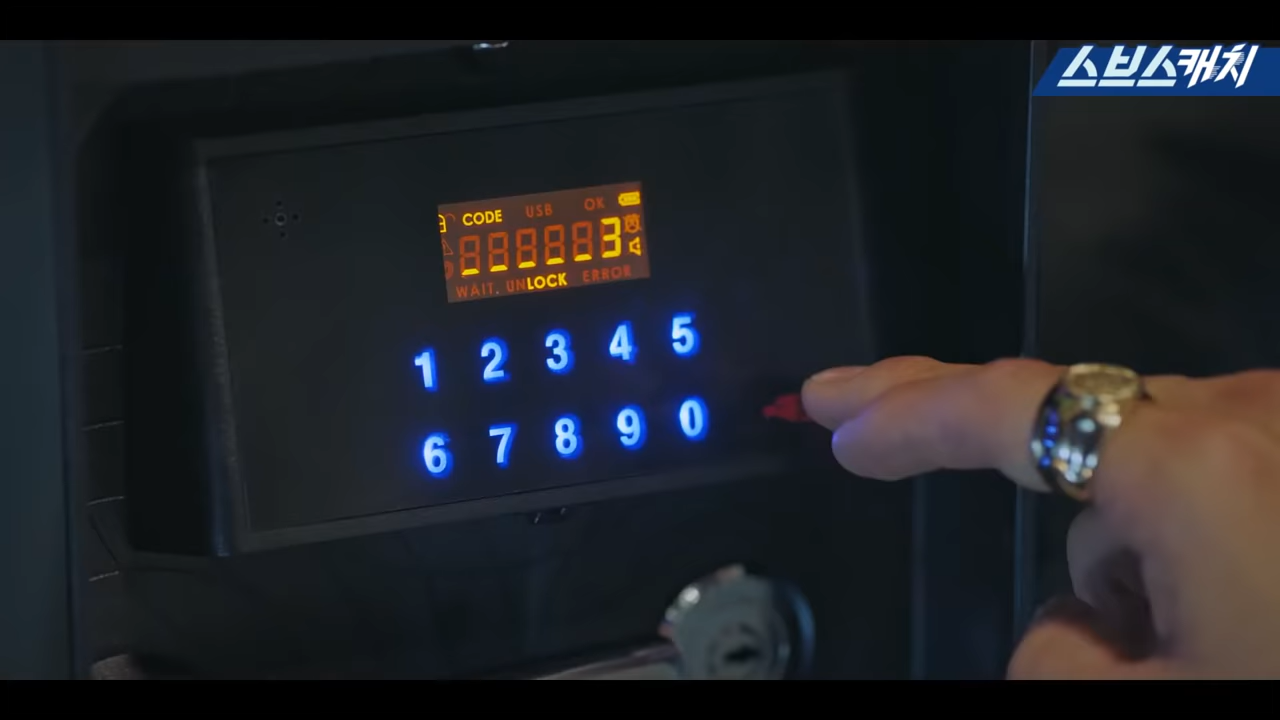 스브스캐치
CODE USB OK
_ _ _ _ _ 3
WAIT. UNLOCK ERROR
1 2 3 4 5
6 7 8 9 0